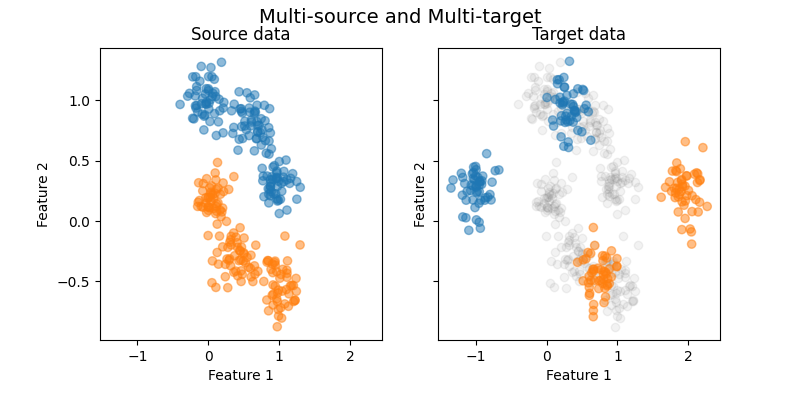 Multi-source and Multi-target
Source data
Target data
1.0
0.5
0.0
−0.5
Feature 2
−1
0
1
2
Feature 1
Feature 2
−1
0
1
2
Feature 1